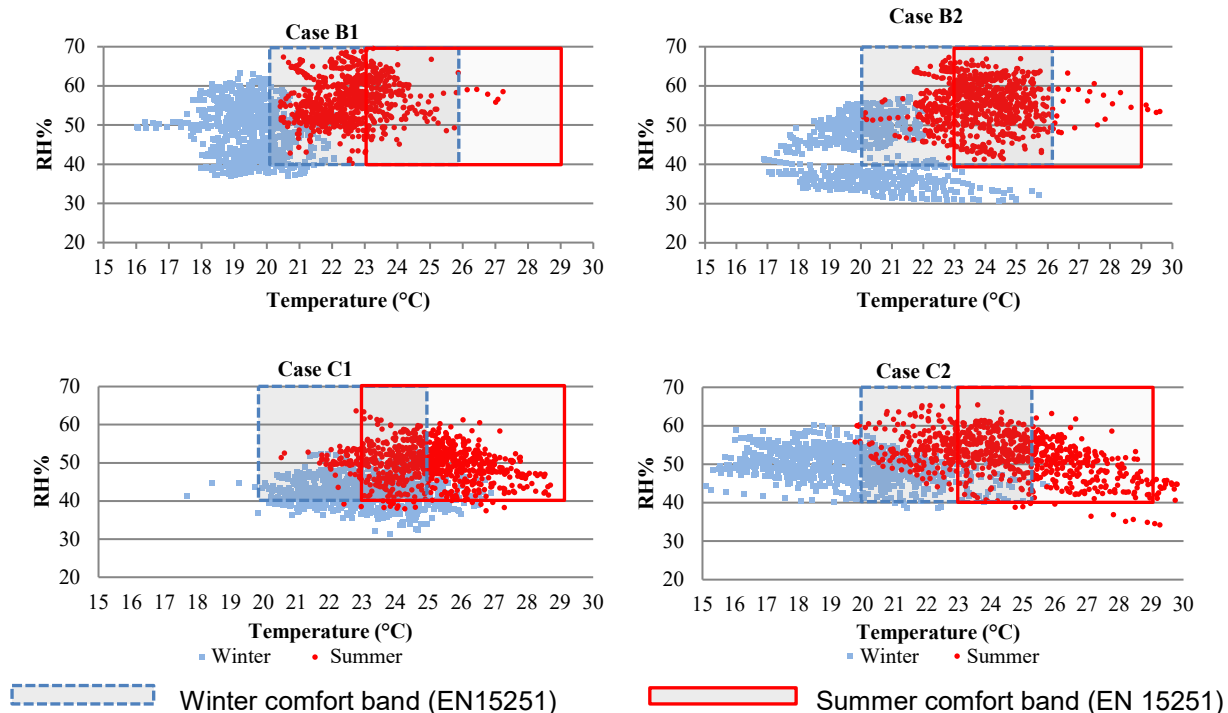 Case B1
70
60
50
40
30
20
RH%
15 16 17 18 19 20 21 22 23 24 25 26 27 28 29 30
Temperature (°C)
Case B2
70
60
50
40
30
20
RH%
15 16 17 18 19 20 21 22 23 24 25 26 27 28 29 30
Temperature (°C)
Case C1
70
60
50
40
30
20
RH%
15 16 17 18 19 20 21 22 23 24 25 26 27 28 29 30
Temperature (°C)
Winter Summer
Case C2
70
60
50
40
30
20
RH%
15 16 17 18 19 20 21 22 23 24 25 26 27 28 29 30
Temperature (°C)
Winter Summer
Winter comfort band (EN15251)
Summer comfort band (EN 15251)